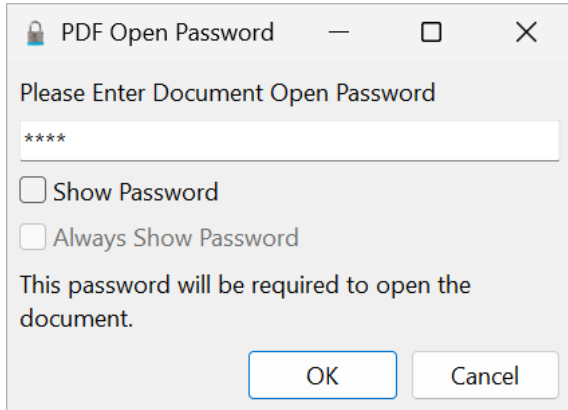 PDF Open Password
Please Enter Document Open Password
****
Show Password
Always Show Password
This password will be required to open the
document.
OK
Cancel